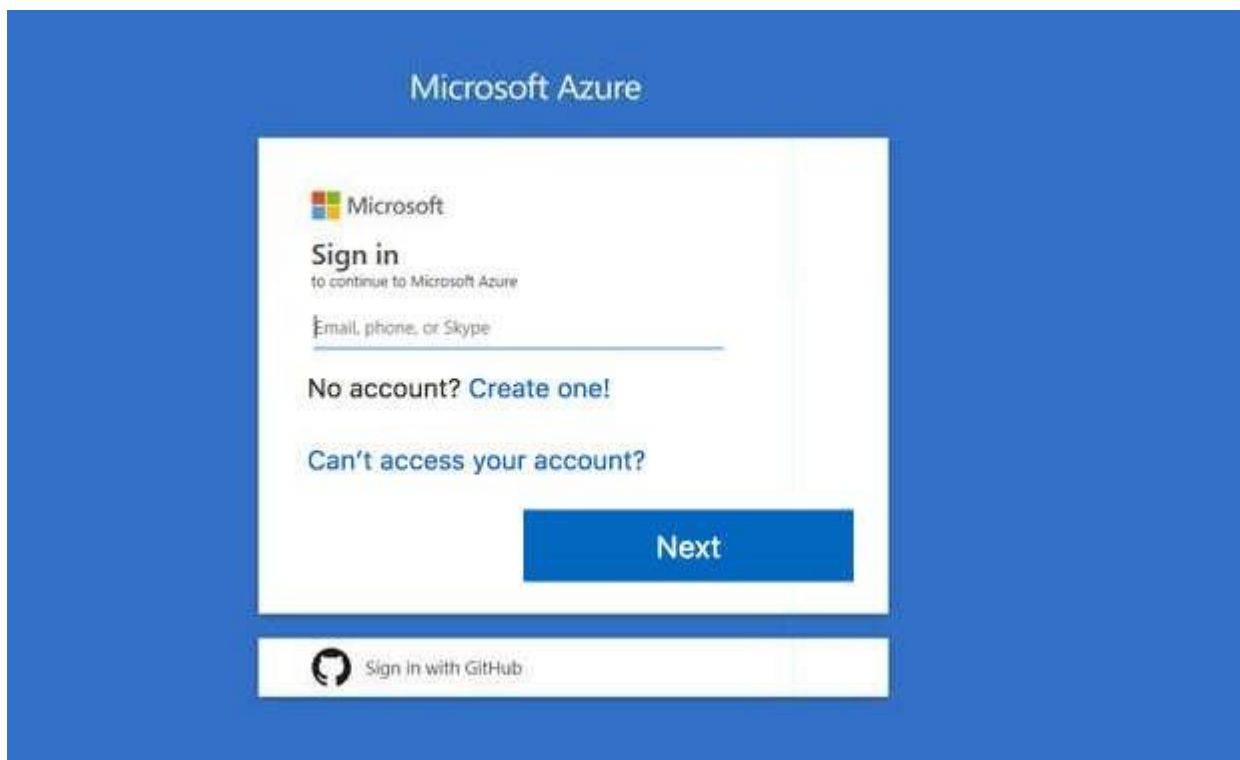 Microsoft Azure
Microsoft
Sign in
to continue to Microsoft Azure
Email, phone, or Skype
No account? Create one!
Can't access your account?
Next
Sign in with GitHub